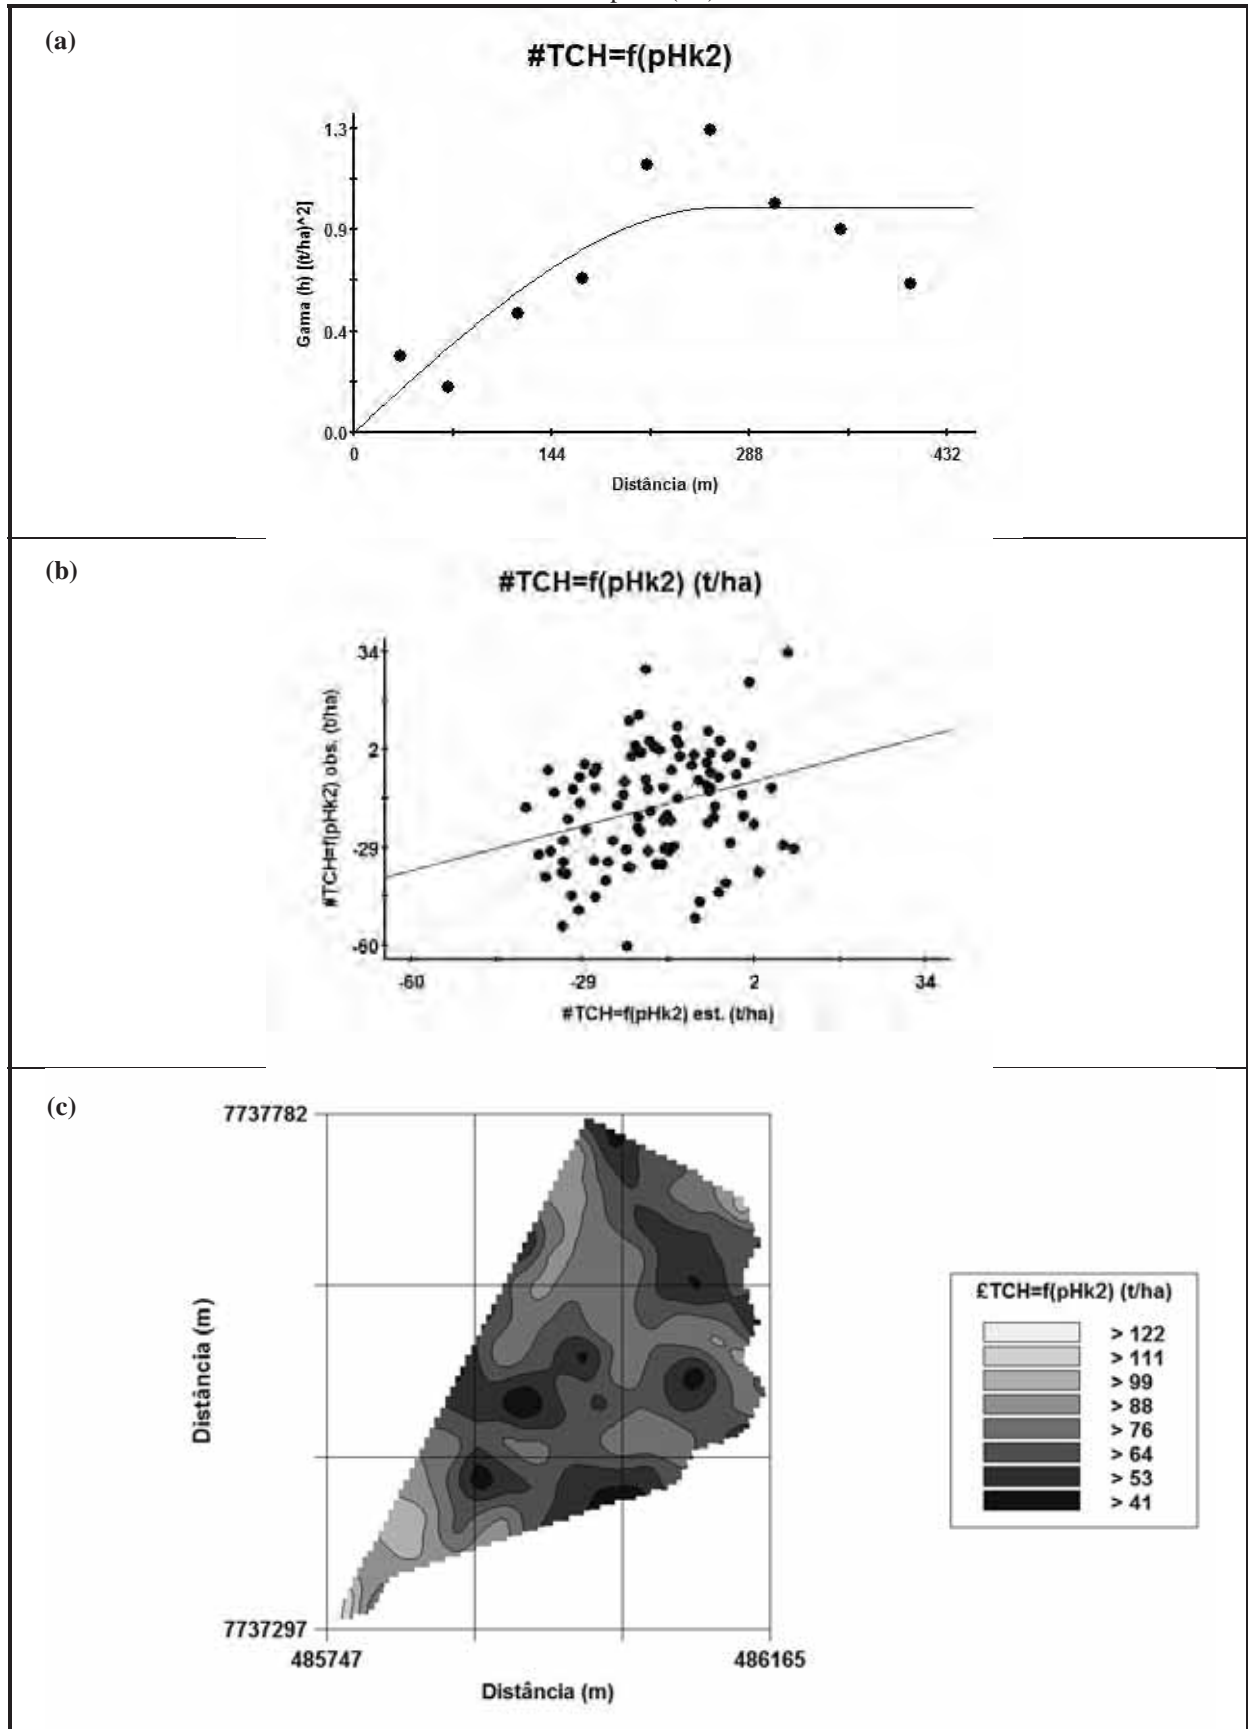 (a)
#TCH=f(pHk2)
Gama (h) [(t/ha)^2]
1.3
0.9
0.4
0.0
0
144
288
432
Distância (m)
(b)
#TCH=f(pHk2) (t/ha)
#TCH=f(pHk2) obs. (t/ha)
34
2
-29
-60
-60
-29
2
34
#TCH=f(pHk2) est. (t/ha)
(c)
7737782
Distância (m)
7737297
485747
486165
Distância (m)
£TCH=f(pHk2) (t/ha)
> 122
> 111
> 99
> 88
> 76
> 64
> 53
> 41